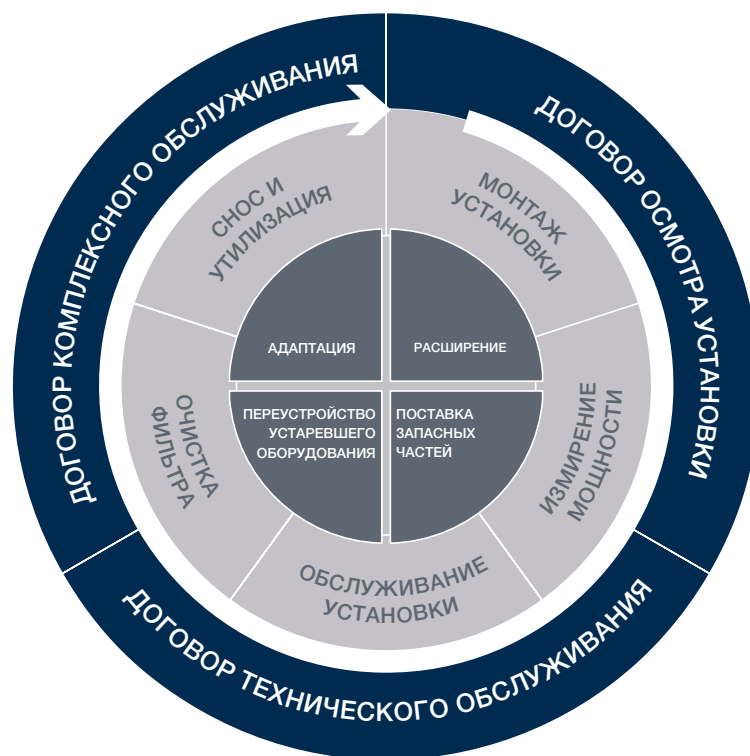 ДОГОВОР КОМПЛЕКСНОГО ОБСЛУЖИВАНИЯ
ДОГОВОР ОСМОТРА УСТАНОВКИ
ДОГОВОР ТЕХНИЧЕСКОГО ОБСЛУЖИВАНИЯ
СНОС И
УТИЛИЗАЦИЯ
МОНТАЖ
УСТАНОВКИ
ИЗМИРЕНИЕ
МОЩНОСТИ
ОБСЛУЖИВАНИЕ
УСТАНОВКИ
ОЧИСТКА
ФИЛЬТРА
АДАПТАЦИЯ
РАСШИРЕНИЕ
ПЕРЕУСТРОЙСТВО
УСТАРЕВШЕГО
ОБОРУДОВАНИЯ
ПОСТАВКА
ЗАПАСНЫХ
ЧАСТЕЙ